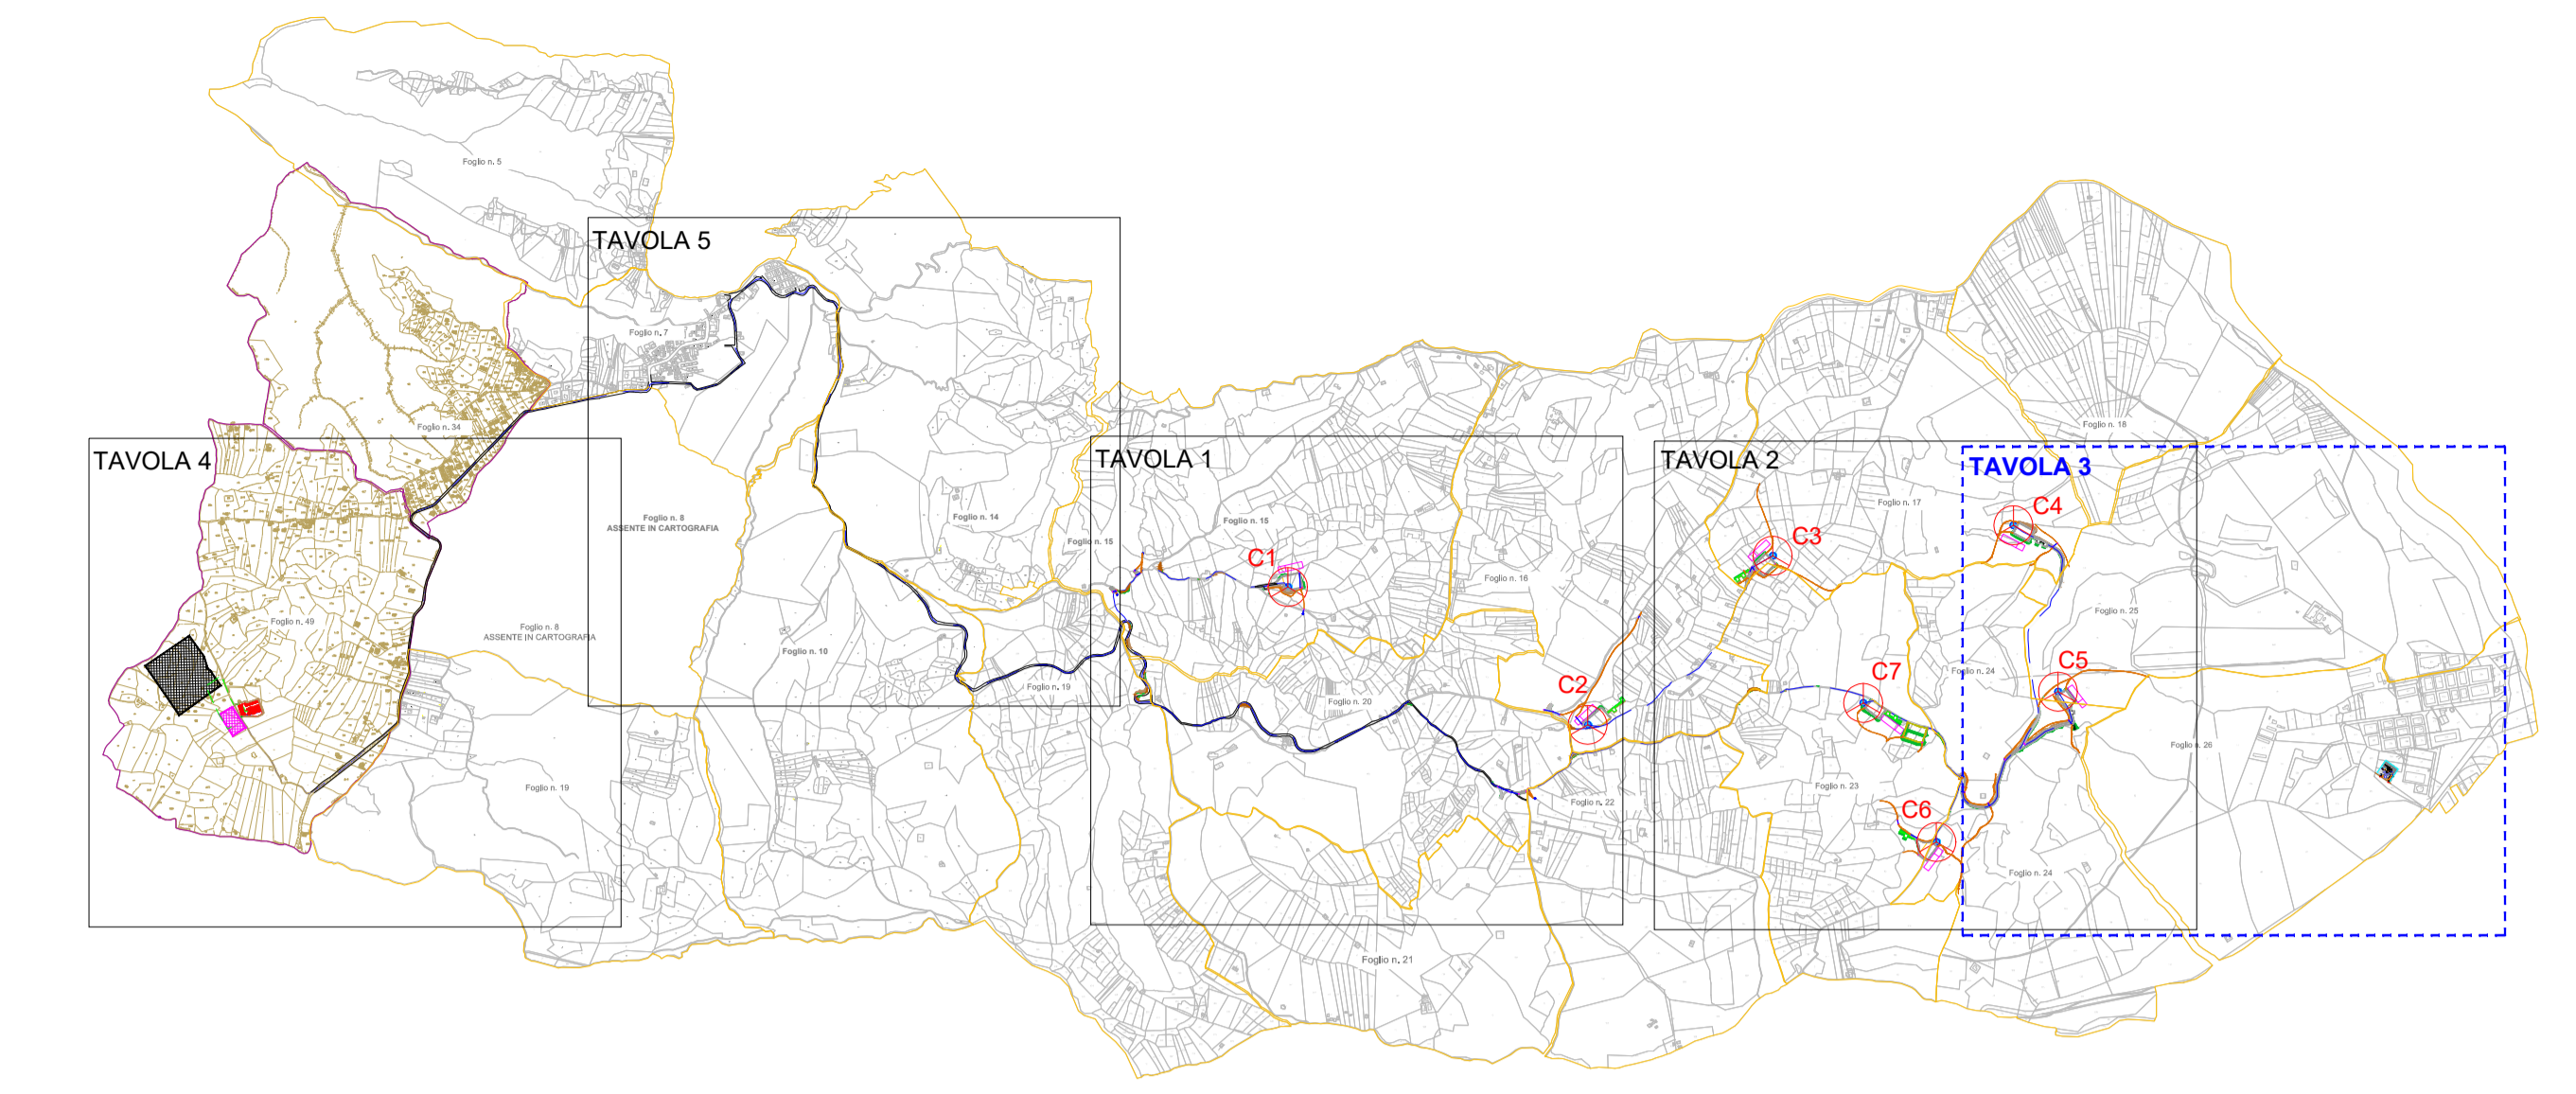 Foglio n. 5
TAVOLA 5
Foglio n. 7
Foglio n. 34
TAVOLA 4
Foglio n. 8
ASSENTE IN CARTOGRAFIA
Foglio n. 14
Foglio n. 15
Foglio n. 49
Foglio n. 8
ASSENTE IN CARTOGRAFIA
Foglio n. 10
Foglio n. 19
Foglio n. 19
TAVOLA 1
Foglio n. 15
C1
Foglio n. 16
C2
Foglio n. 20
Foglio n. 22
Foglio n. 21
TAVOLA 2
C3
Foglio n. 17
C7
Foglio n. 23
C6
Foglio n. 18
TAVOLA 3
C4
Foglio n. 25
C5
Foglio n. 24
Foglio n. 26
Foglio n. 24